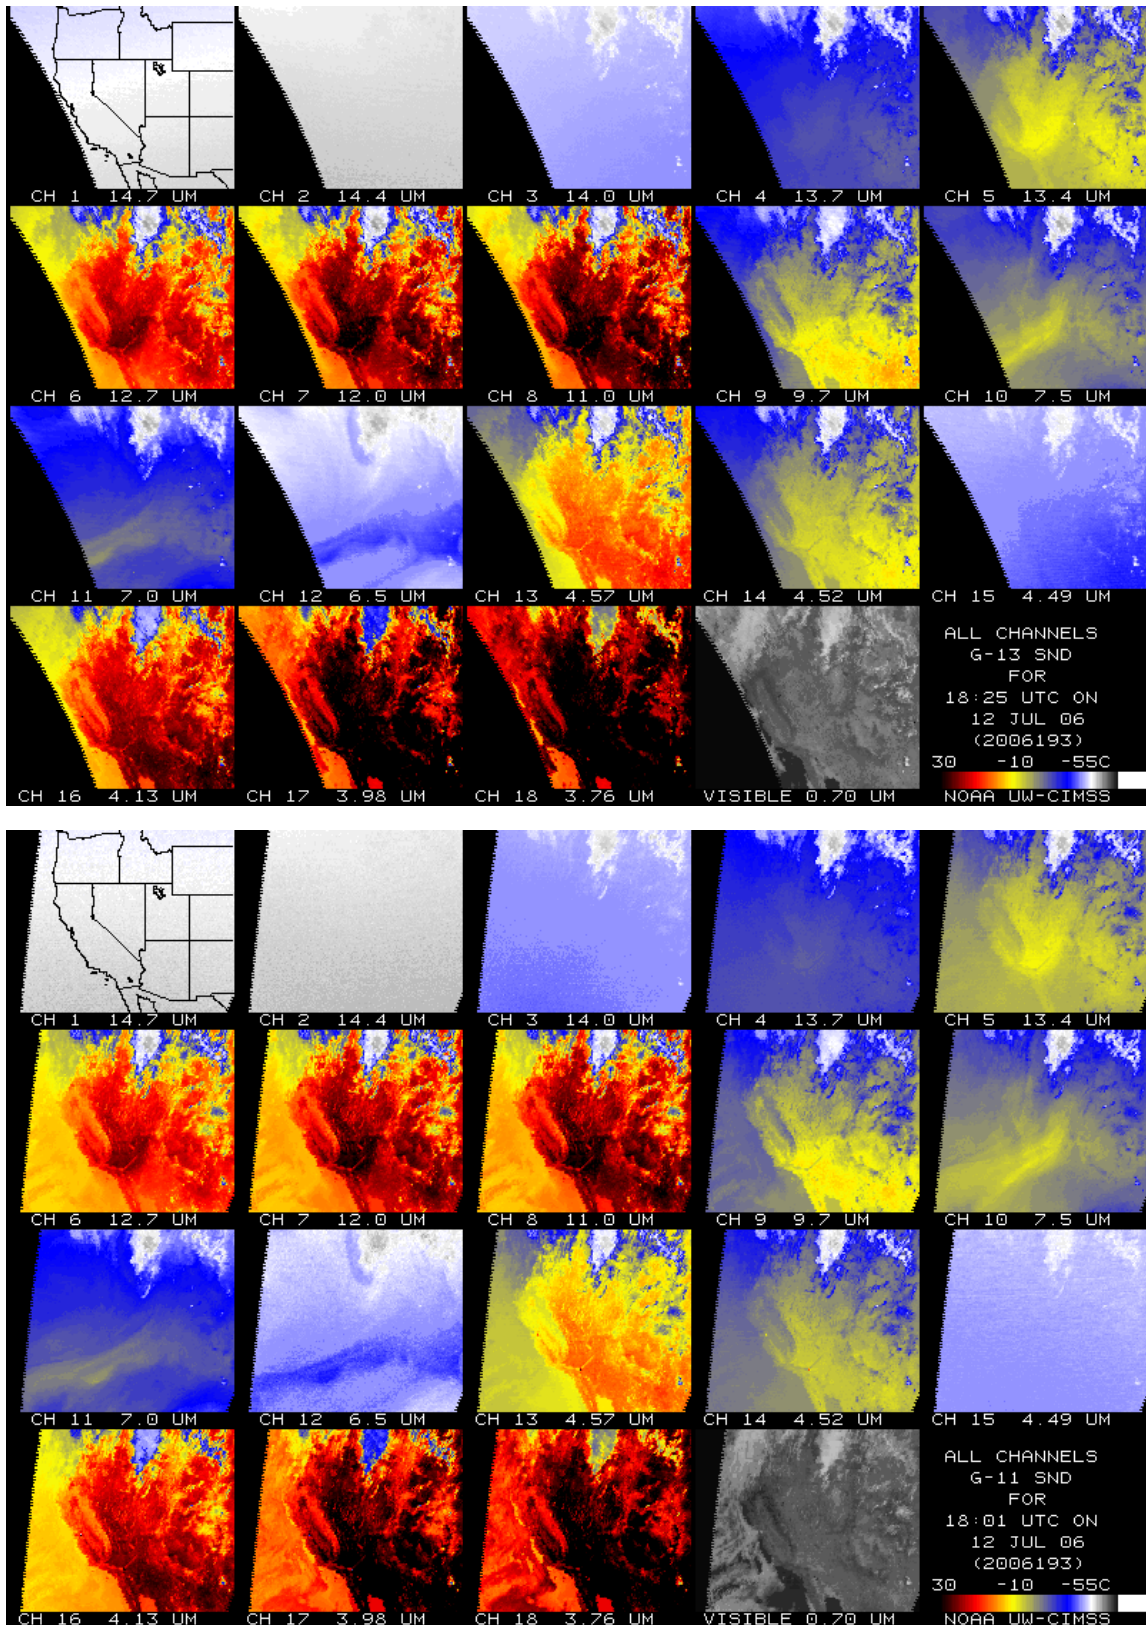 CH 1 14.7 UM CH 2 14.4 UM CH 3 14.0 UM CH 4 13.7 UM CH 5 13.4 UM
CH 6 12.7 UM CH 7 12.0 UM CH 8 11.0 UM CH 9 9.7 UM CH 10 7.5 UM
CH 11 7.0 UM CH 12 6.5 UM CH 13 4.57 UM CH 14 4.52 UM CH 15 4.49 UM
ALL CHANNELS
G-13 SND
FOR
18:25 UTC ON
12 JUL 06
(2006193)
30 -10 -55C
CH 16 4.13 UM CH 17 3.98 UM CH 18 3.76 UM VISIBLE 0.70 UM NOAA UW-CIMSS
CH 1 14.7 UM CH 2 14.4 UM CH 3 14.0 UM CH 4 13.7 UM CH 5 13.4 UM
CH 6 12.7 UM CH 7 12.0 UM CH 8 11.0 UM CH 9 9.7 UM CH 10 7.5 UM
CH 11 7.0 UM CH 12 6.5 UM CH 13 4.57 UM CH 14 4.52 UM CH 15 4.49 UM
ALL CHANNELS
G-11 SND
FOR
18:01 UTC ON
12 JUL 06
(2006193)
30 -10 -55C
CH 16 4.13 UM CH 17 3.98 UM CH 18 3.76 UM VISIBLE 0.70 UM NOAA UW-CIMSS